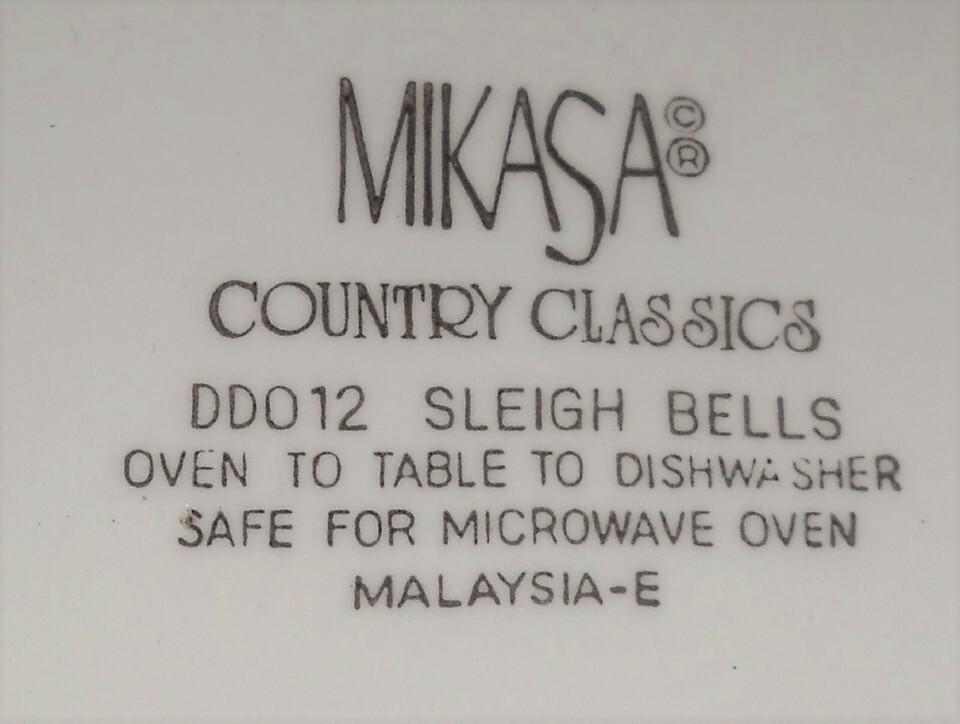 MIKASA©®
COUNTRY CLASSICS
DD012 SLEIGH BELLS
OVEN TO TABLE TO DISHWASHER
SAFE FOR MICROWAVE OVEN
MALAYSIA-E